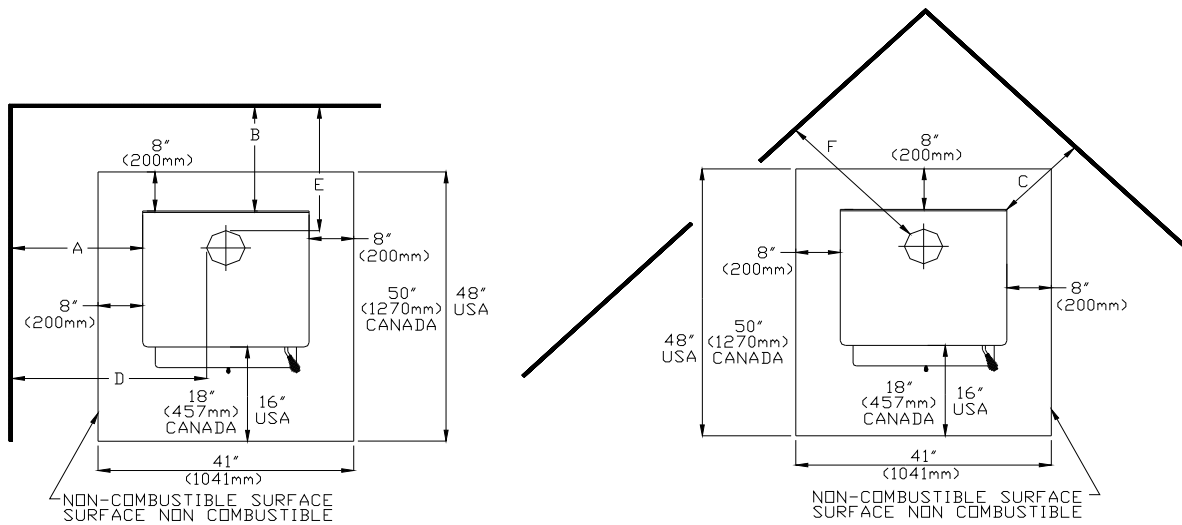 B
8"
(200mm)
E
A
8"
(200mm)
8"
(200mm)
50"
(1270mm)
CANADA
48"
USA
D
18"
(457mm)
CANADA
16"
USA
41"
(1041mm)
NON-COMBUSTIBLE SURFACE
SURFACE NON COMBUSTIBLE
F
8"
(200mm)
C
8"
(200mm)
8"
(200mm)
48"
USA
50"
(1270mm)
CANADA
18"
(457mm)
CANADA
16"
USA
41"
(1041mm)
NON-COMBUSTIBLE SURFACE
SURFACE NON COMBUSTIBLE